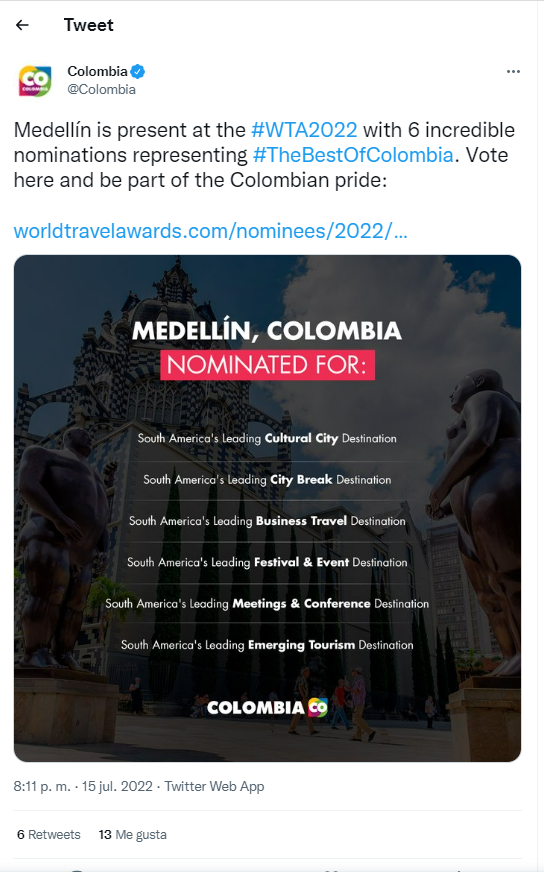 Tweet
CO
COLOMBIA
Colombia
@Colombia
Medellín is present at the #WTA2022 with 6 incredible
nominations representing #TheBestOfColombia. Vote
here and be part of the Colombian pride:
worldtravelawards.com/nominees/2022/...
MEDELLÍN, COLOMBIA
NOMINATED FOR:
South America's Leading Cultural City Destination
South America's Leading City Break Destination
South America's Leading Business Travel Destination
South America's Leading Festival & Event Destination
South America's Leading Meetings & Conference Destination
South America's Leading Emerging Tourism Destination
COLOMBIA CO
8:11 p. m. · 15 jul. 2022 · Twitter Web App
6 Retweets 13 Me gusta